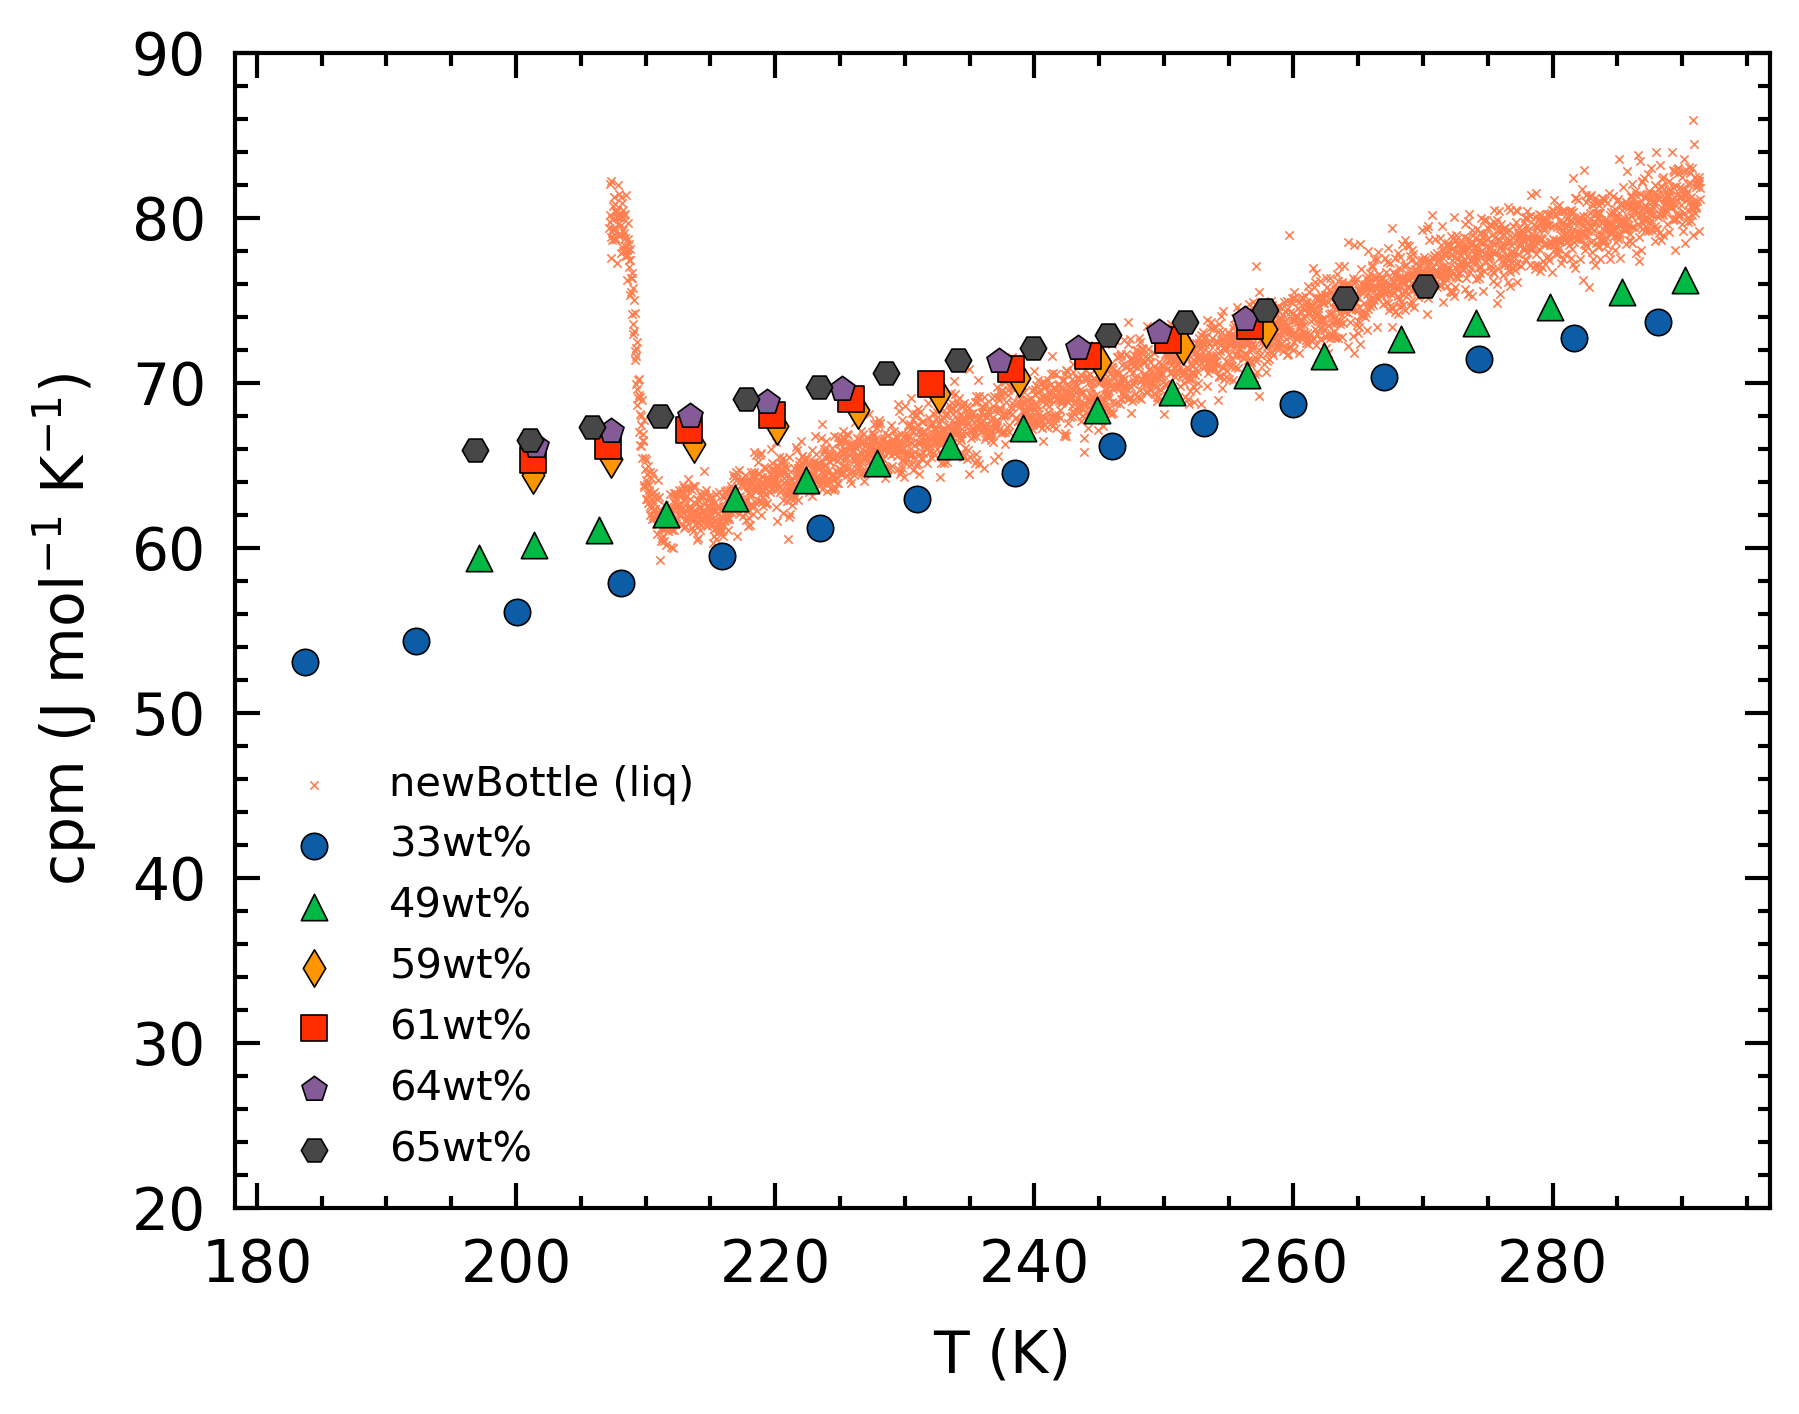 90
80
70
60
50
40
30
20
cpm (J mol⁻¹ K⁻¹)
newBottle (liq)
33wt%
49wt%
59wt%
61wt%
64wt%
65wt%
180 200 220 240 260 280
T (K)